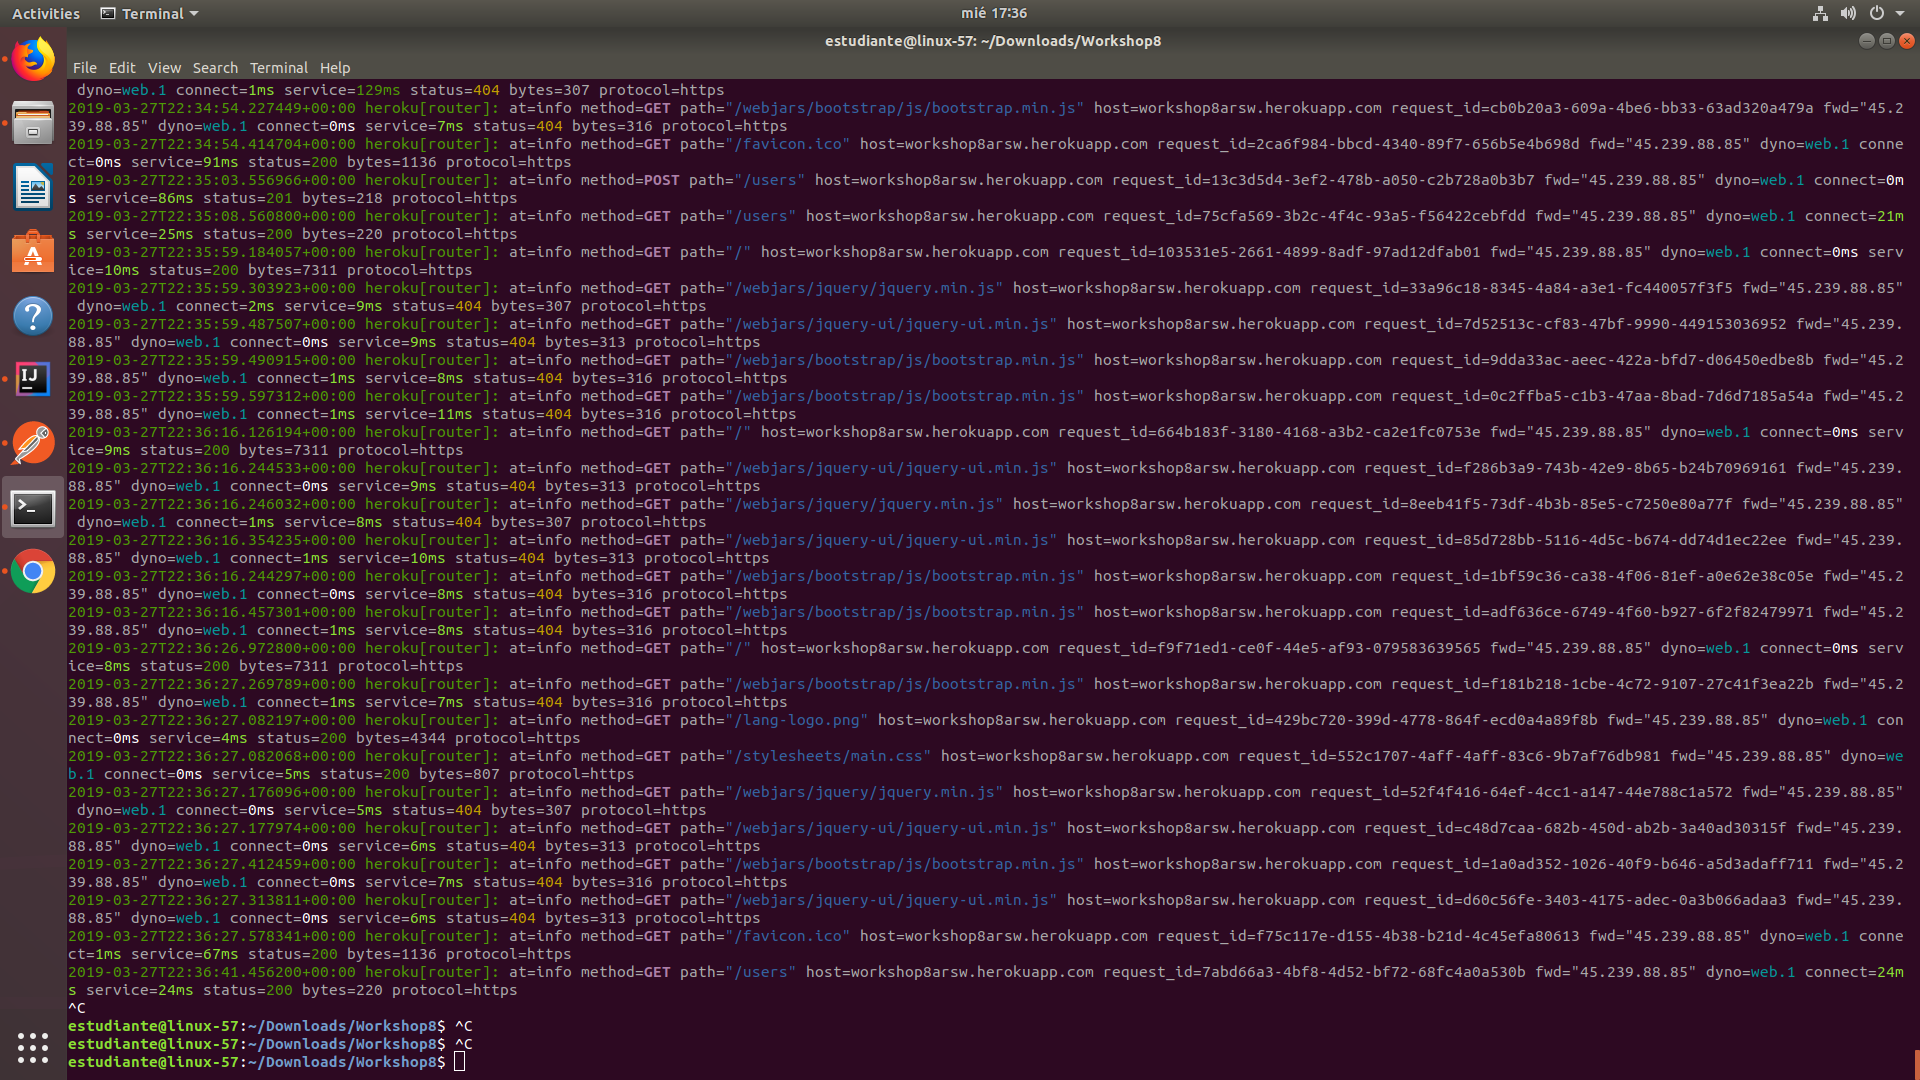 Activities Terminal mié 17:36
estudiante@linux-57: ~/Downloads/Workshop8
File Edit View Search Terminal Help
 dyno=web.1 connect=1ms service=129ms status=404 bytes=307 protocol=https
2019-03-27T22:34:54.227449+00:00 heroku[router]: at=info method=GET path="/webjars/bootstrap/js/bootstrap.min.js" host=workshop8arsw.herokuapp.com request_id=cb0b20a3-609a-4be6-bb33-63ad320a479a fwd="45.2
39.88.85" dyno=web.1 connect=0ms service=7ms status=404 bytes=316 protocol=https
2019-03-27T22:34:54.414704+00:00 heroku[router]: at=info method=GET path="/favicon.ico" host=workshop8arsw.herokuapp.com request_id=2ca6f984-bbcd-4340-89f7-656b5e4b698d fwd="45.239.88.85" dyno=web.1 conne
ct=0ms service=91ms status=200 bytes=1136 protocol=https
2019-03-27T22:35:03.556966+00:00 heroku[router]: at=info method=POST path="/users" host=workshop8arsw.herokuapp.com request_id=13c3d5d4-3ef2-478b-a050-c2b728a0b3b7 fwd="45.239.88.85" dyno=web.1 connect=0m
s service=86ms status=201 bytes=218 protocol=https
2019-03-27T22:35:08.560800+00:00 heroku[router]: at=info method=GET path="/users" host=workshop8arsw.herokuapp.com request_id=75cfa569-3b2c-4f4c-93a5-f56422cebfdd fwd="45.239.88.85" dyno=web.1 connect=21m
s service=25ms status=200 bytes=220 protocol=https
2019-03-27T22:35:59.184057+00:00 heroku[router]: at=info method=GET path="/" host=workshop8arsw.herokuapp.com request_id=103531e5-2661-4899-8adf-97ad12dfab01 fwd="45.239.88.85" dyno=web.1 connect=0ms serv
ice=10ms status=200 bytes=7311 protocol=https
2019-03-27T22:35:59.303923+00:00 heroku[router]: at=info method=GET path="/webjars/jquery/jquery.min.js" host=workshop8arsw.herokuapp.com request_id=33a96c18-8345-4a84-a3e1-fc440057f3f5 fwd="45.239.88.85"
 dyno=web.1 connect=2ms service=9ms status=404 bytes=307 protocol=https
2019-03-27T22:35:59.487507+00:00 heroku[router]: at=info method=GET path="/webjars/jquery-ui/jquery-ui.min.js" host=workshop8arsw.herokuapp.com request_id=7d52513c-cf83-47bf-9990-449153036952 fwd="45.239.
88.85" dyno=web.1 connect=0ms service=9ms status=404 bytes=313 protocol=https
2019-03-27T22:35:59.490915+00:00 heroku[router]: at=info method=GET path="/webjars/bootstrap/js/bootstrap.min.js" host=workshop8arsw.herokuapp.com request_id=9dda33ac-aeec-422a-bfd7-d06450edbe8b fwd="45.2
39.88.85" dyno=web.1 connect=1ms service=8ms status=404 bytes=316 protocol=https
2019-03-27T22:35:59.597312+00:00 heroku[router]: at=info method=GET path="/webjars/bootstrap/js/bootstrap.min.js" host=workshop8arsw.herokuapp.com request_id=0c2ffba5-c1b3-47aa-8bad-7d6d7185a54a fwd="45.2
39.88.85" dyno=web.1 connect=1ms service=11ms status=404 bytes=316 protocol=https
2019-03-27T22:36:16.126194+00:00 heroku[router]: at=info method=GET path="/" host=workshop8arsw.herokuapp.com request_id=664b183f-3180-4168-a3b2-ca2e1fc0753e fwd="45.239.88.85" dyno=web.1 connect=0ms serv
ice=9ms status=200 bytes=7311 protocol=https
2019-03-27T22:36:16.244533+00:00 heroku[router]: at=info method=GET path="/webjars/jquery-ui/jquery-ui.min.js" host=workshop8arsw.herokuapp.com request_id=f286b3a9-743b-42e9-8b65-b24b70969161 fwd="45.239.
88.85" dyno=web.1 connect=0ms service=9ms status=404 bytes=313 protocol=https
2019-03-27T22:36:16.246032+00:00 heroku[router]: at=info method=GET path="/webjars/jquery/jquery.min.js" host=workshop8arsw.herokuapp.com request_id=8eeb41f5-73df-4b3b-85e5-c7250e80a77f fwd="45.239.88.85"
 dyno=web.1 connect=1ms service=8ms status=404 bytes=307 protocol=https
2019-03-27T22:36:16.354235+00:00 heroku[router]: at=info method=GET path="/webjars/jquery-ui/jquery-ui.min.js" host=workshop8arsw.herokuapp.com request_id=85d728bb-5116-4d5c-b674-dd74d1ec22ee fwd="45.239.
88.85" dyno=web.1 connect=1ms service=10ms status=404 bytes=313 protocol=https
2019-03-27T22:36:16.244297+00:00 heroku[router]: at=info method=GET path="/webjars/bootstrap/js/bootstrap.min.js" host=workshop8arsw.herokuapp.com request_id=1bf59c36-ca38-4f06-81ef-a0e62e38c05e fwd="45.2
39.88.85" dyno=web.1 connect=0ms service=8ms status=404 bytes=316 protocol=https
2019-03-27T22:36:16.457301+00:00 heroku[router]: at=info method=GET path="/webjars/bootstrap/js/bootstrap.min.js" host=workshop8arsw.herokuapp.com request_id=adf636ce-6749-4f60-b927-6f2f82479971 fwd="45.2
39.88.85" dyno=web.1 connect=1ms service=8ms status=404 bytes=316 protocol=https
2019-03-27T22:36:26.972800+00:00 heroku[router]: at=info method=GET path="/" host=workshop8arsw.herokuapp.com request_id=f9f71ed1-ce0f-44e5-af93-079583639565 fwd="45.239.88.85" dyno=web.1 connect=0ms serv
ice=8ms status=200 bytes=7311 protocol=https
2019-03-27T22:36:27.269789+00:00 heroku[router]: at=info method=GET path="/webjars/bootstrap/js/bootstrap.min.js" host=workshop8arsw.herokuapp.com request_id=f181b218-1cbe-4c72-9107-27c41f3ea22b fwd="45.2
39.88.85" dyno=web.1 connect=1ms service=7ms status=404 bytes=316 protocol=https
2019-03-27T22:36:27.082197+00:00 heroku[router]: at=info method=GET path="/lang-logo.png" host=workshop8arsw.herokuapp.com request_id=429bc720-399d-4778-864f-ecd0a4a89f8b fwd="45.239.88.85" dyno=web.1 con
nect=0ms service=4ms status=200 bytes=4344 protocol=https
2019-03-27T22:36:27.082068+00:00 heroku[router]: at=info method=GET path="/stylesheets/main.css" host=workshop8arsw.herokuapp.com request_id=552c1707-4aff-4aff-83c6-9b7af76db981 fwd="45.239.88.85" dyno=we
b.1 connect=0ms service=5ms status=200 bytes=807 protocol=https
2019-03-27T22:36:27.176096+00:00 heroku[router]: at=info method=GET path="/webjars/jquery/jquery.min.js" host=workshop8arsw.herokuapp.com request_id=52f4f416-64ef-4cc1-a147-44e788c1a572 fwd="45.239.88.85"
 dyno=web.1 connect=0ms service=5ms status=404 bytes=307 protocol=https
2019-03-27T22:36:27.177974+00:00 heroku[router]: at=info method=GET path="/webjars/jquery-ui/jquery-ui.min.js" host=workshop8arsw.herokuapp.com request_id=c48d7caa-682b-450d-ab2b-3a40ad30315f fwd="45.239.
88.85" dyno=web.1 connect=0ms service=6ms status=404 bytes=313 protocol=https
2019-03-27T22:36:27.412459+00:00 heroku[router]: at=info method=GET path="/webjars/bootstrap/js/bootstrap.min.js" host=workshop8arsw.herokuapp.com request_id=1a0ad352-1026-40f9-b646-a5d3adaff711 fwd="45.2
39.88.85" dyno=web.1 connect=0ms service=7ms status=404 bytes=316 protocol=https
2019-03-27T22:36:27.313811+00:00 heroku[router]: at=info method=GET path="/webjars/jquery-ui/jquery-ui.min.js" host=workshop8arsw.herokuapp.com request_id=d60c56fe-3403-4175-adec-0a3b066adaa3 fwd="45.239.
88.85" dyno=web.1 connect=0ms service=6ms status=404 bytes=313 protocol=https
2019-03-27T22:36:27.578341+00:00 heroku[router]: at=info method=GET path="/favicon.ico" host=workshop8arsw.herokuapp.com request_id=f75c117e-d155-4b38-b21d-4c45efa80613 fwd="45.239.88.85" dyno=web.1 conne
ct=1ms service=67ms status=200 bytes=1136 protocol=https
2019-03-27T22:36:41.456200+00:00 heroku[router]: at=info method=GET path="/users" host=workshop8arsw.herokuapp.com request_id=7abd66a3-4bf8-4d52-bf72-68fc4a0a530b fwd="45.239.88.85" dyno=web.1 connect=24m
s service=24ms status=200 bytes=220 protocol=https
^C
estudiante@linux-57:~/Downloads/Workshop8$ ^C
estudiante@linux-57:~/Downloads/Workshop8$ ^C
estudiante@linux-57:~/Downloads/Workshop8$